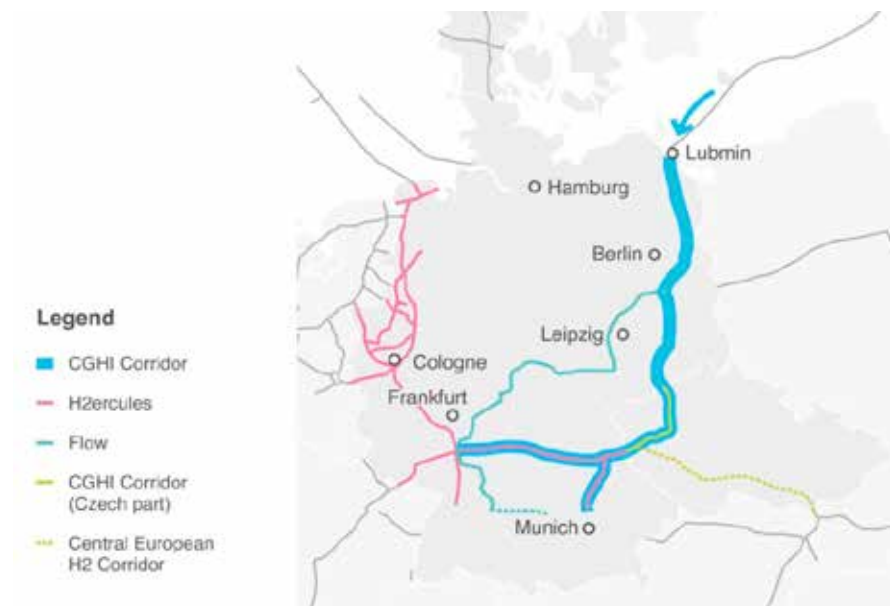 Lubmin
Hamburg
Berlin
Leipzig
Cologne
Frankfurt
Munich
Legend
CGHI Corridor
H2ercules
Flow
CGHI Corridor
(Czech part)
Central European
H2 Corridor